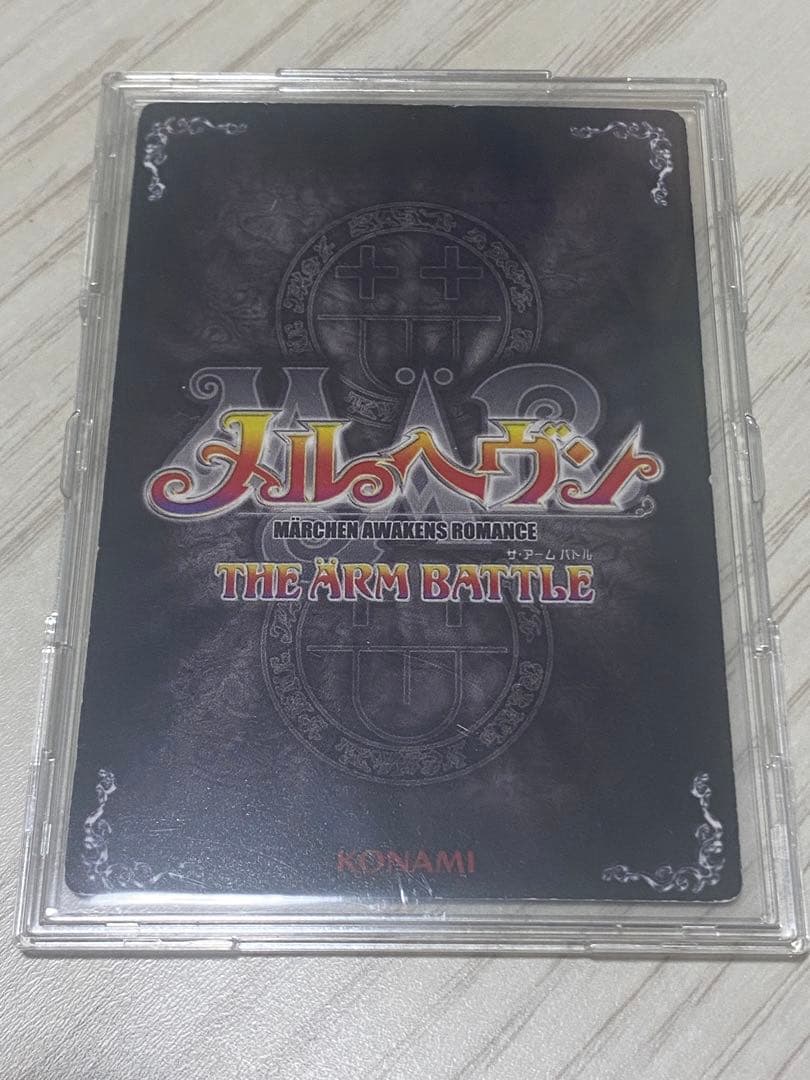 MÄR
メルヘヴン
MÄRCHEN AWAKENS ROMANCE
ザ・アーム バトル
THE ÄRM BATTLE
KONAMI